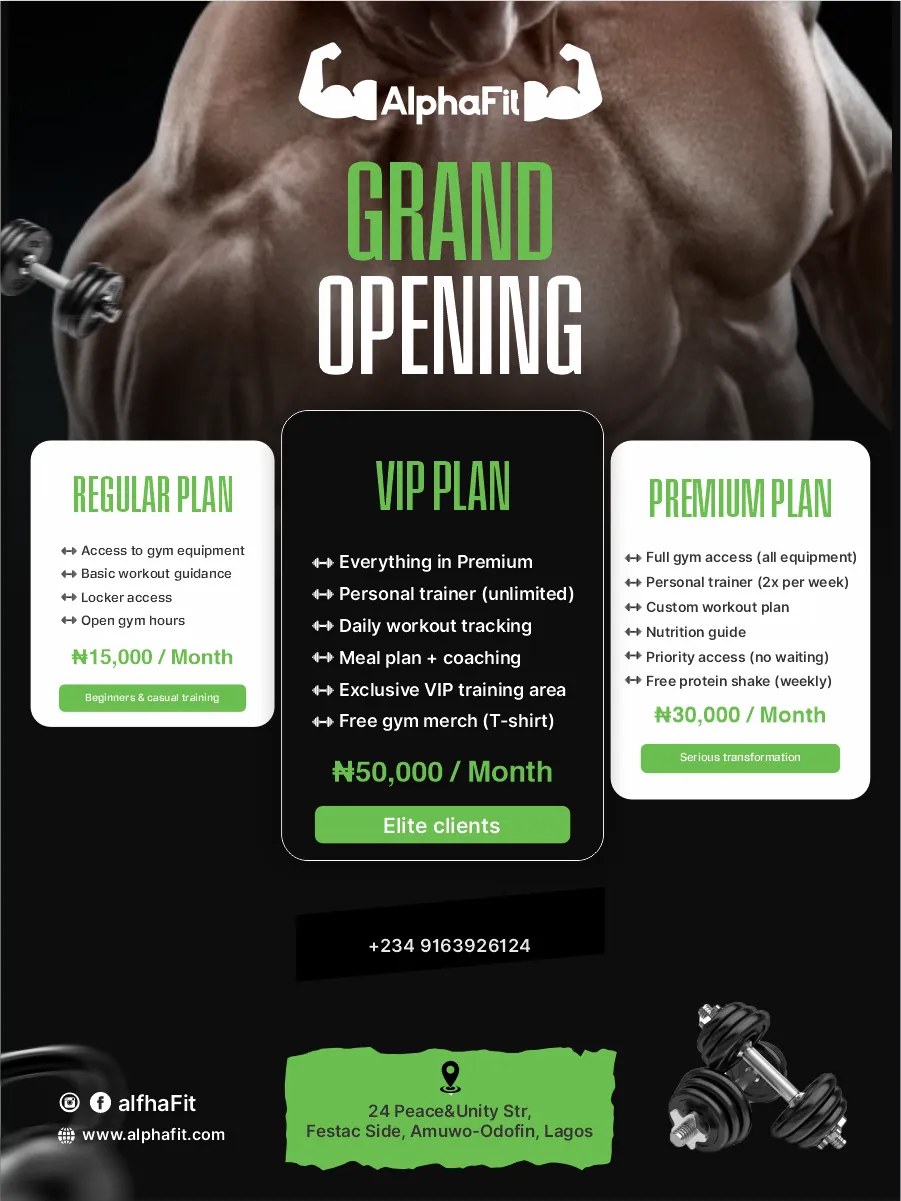 AlphaFit
GRAND
OPENING
REGULAR PLAN
Access to gym equipment
Basic workout guidance
Locker access
Open gym hours
₦15,000 / Month
Beginners & casual training
VIP PLAN
Everything in Premium
Personal trainer (unlimited)
Daily workout tracking
Meal plan + coaching
Exclusive VIP training area
Free gym merch (T-shirt)
₦50,000 / Month
Elite clients
PREMIUM PLAN
Full gym access (all equipment)
Personal trainer (2x per week)
Custom workout plan
Nutrition guide
Priority access (no waiting)
Free protein shake (weekly)
₦30,000 / Month
Serious transformation
+234 9163926124
alfhaFit
www.alphafit.com
24 Peace&Unity Str,
Festac Side, Amuwo-Odofin, Lagos